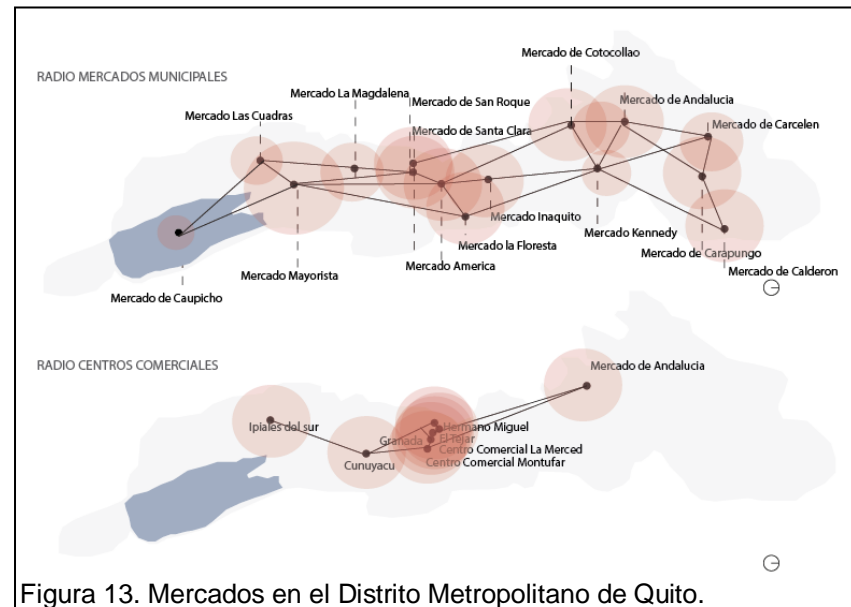 Mercado de Cotocollao
RADIO MERCADOS MUNICIPALES
Mercado La Magdalena
Mercado de San Roque
Mercado de Andalucia
Mercado Las Cuadras
Mercado de Santa Clara
Mercado de Carcelen
Mercado Inaquito
Mercado Kennedy
Mercado la Floresta
Mercado de Carapungo
Mercado Mayorista
Mercado America
Mercado de Calderon
Mercado de Caupicho
RADIO CENTROS COMERCIALES
Mercado de Andalucia
Ipiales del sur
Hermano Miguel
Granada
El Tejar
Centro Comercial La Merced
Cunuyacu
Centro Comercial Montufar
Figura 13. Mercados en el Distrito Metropolitano de Quito.